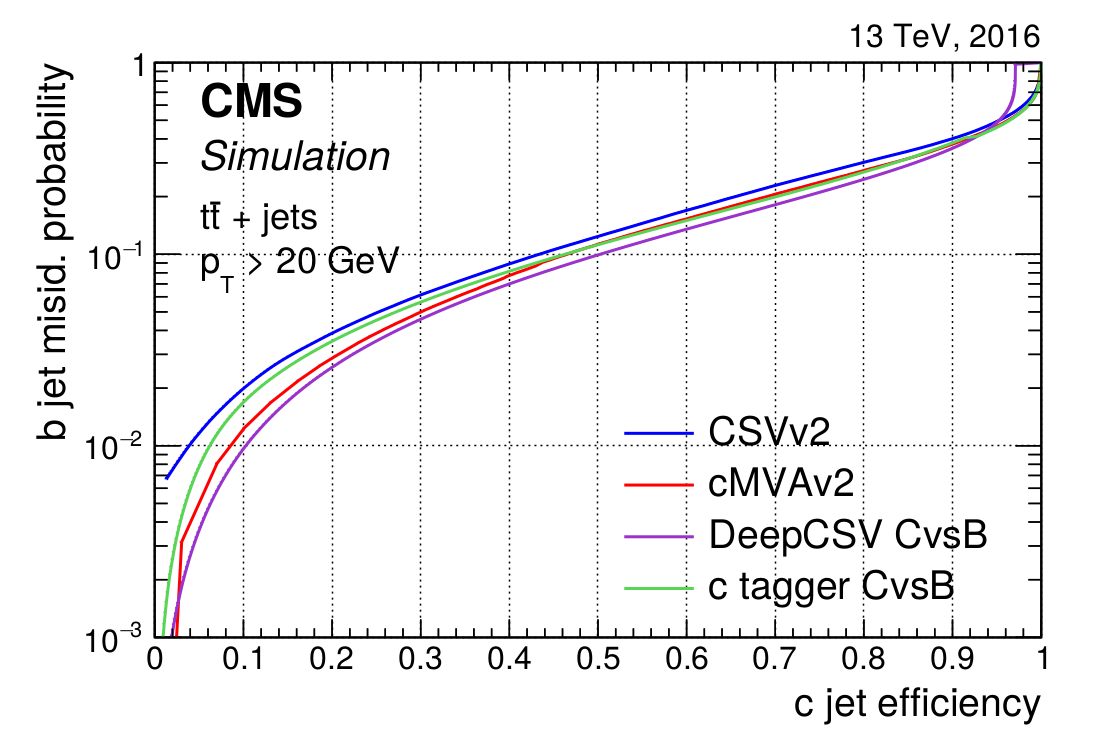 13 TeV, 2016
CMS
Simulation
tt̄ + jets
p_T > 20 GeV
b jet misid. probability
1
10⁻¹
10⁻²
10⁻³
CSVv2
cMVAv2
DeepCSV CvsB
c tagger CvsB
0 0.1 0.2 0.3 0.4 0.5 0.6 0.7 0.8 0.9 1
c jet efficiency